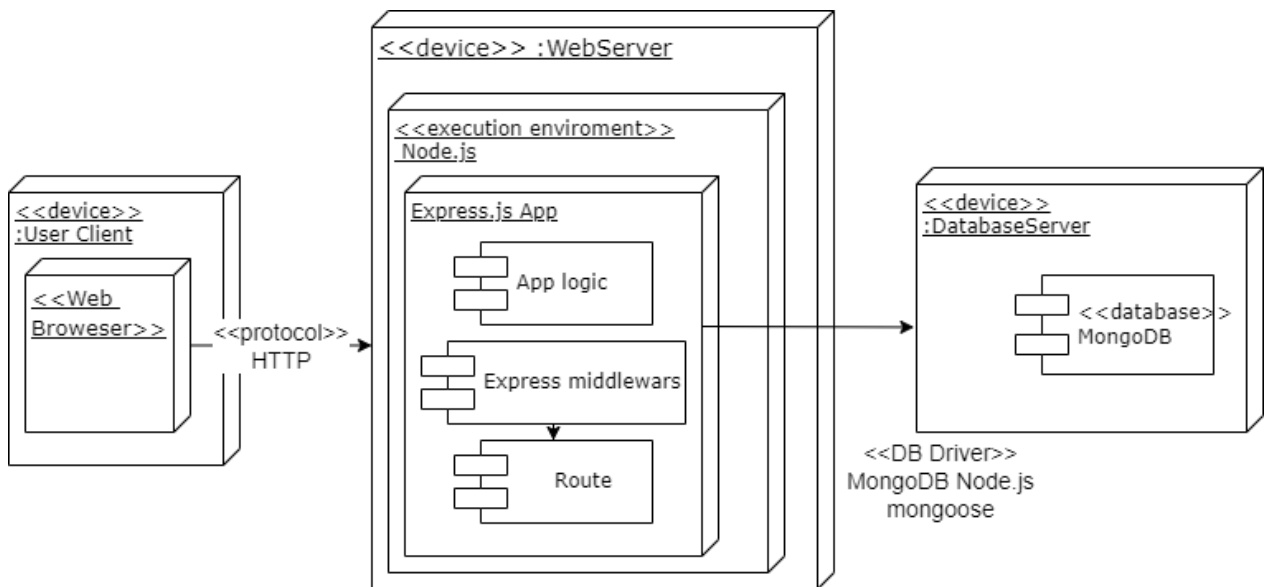 <<device>> :WebServer
<<execution enviroment>>
Node.js
<<device>>
:User Client
<<Web
Broweser>>
<<protocol>>
HTTP
Express.js App
App logic
Express middlewars
Route
<<device>>
:DatabaseServer
<<database>>
MongoDB
<<DB Driver>>
MongoDB Node.js
mongoose